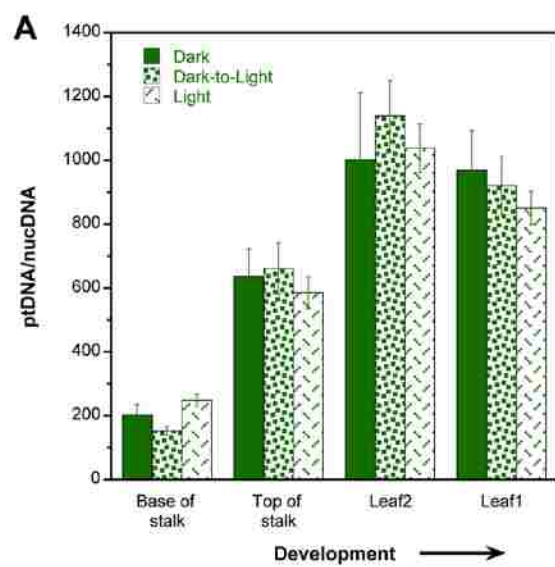 A
1400
1200
1000
800
600
400
200
0
ptDNA/nucDNA
Dark
Dark-to-Light
Light
Base of stalk
Top of stalk
Leaf2
Leaf1
Development